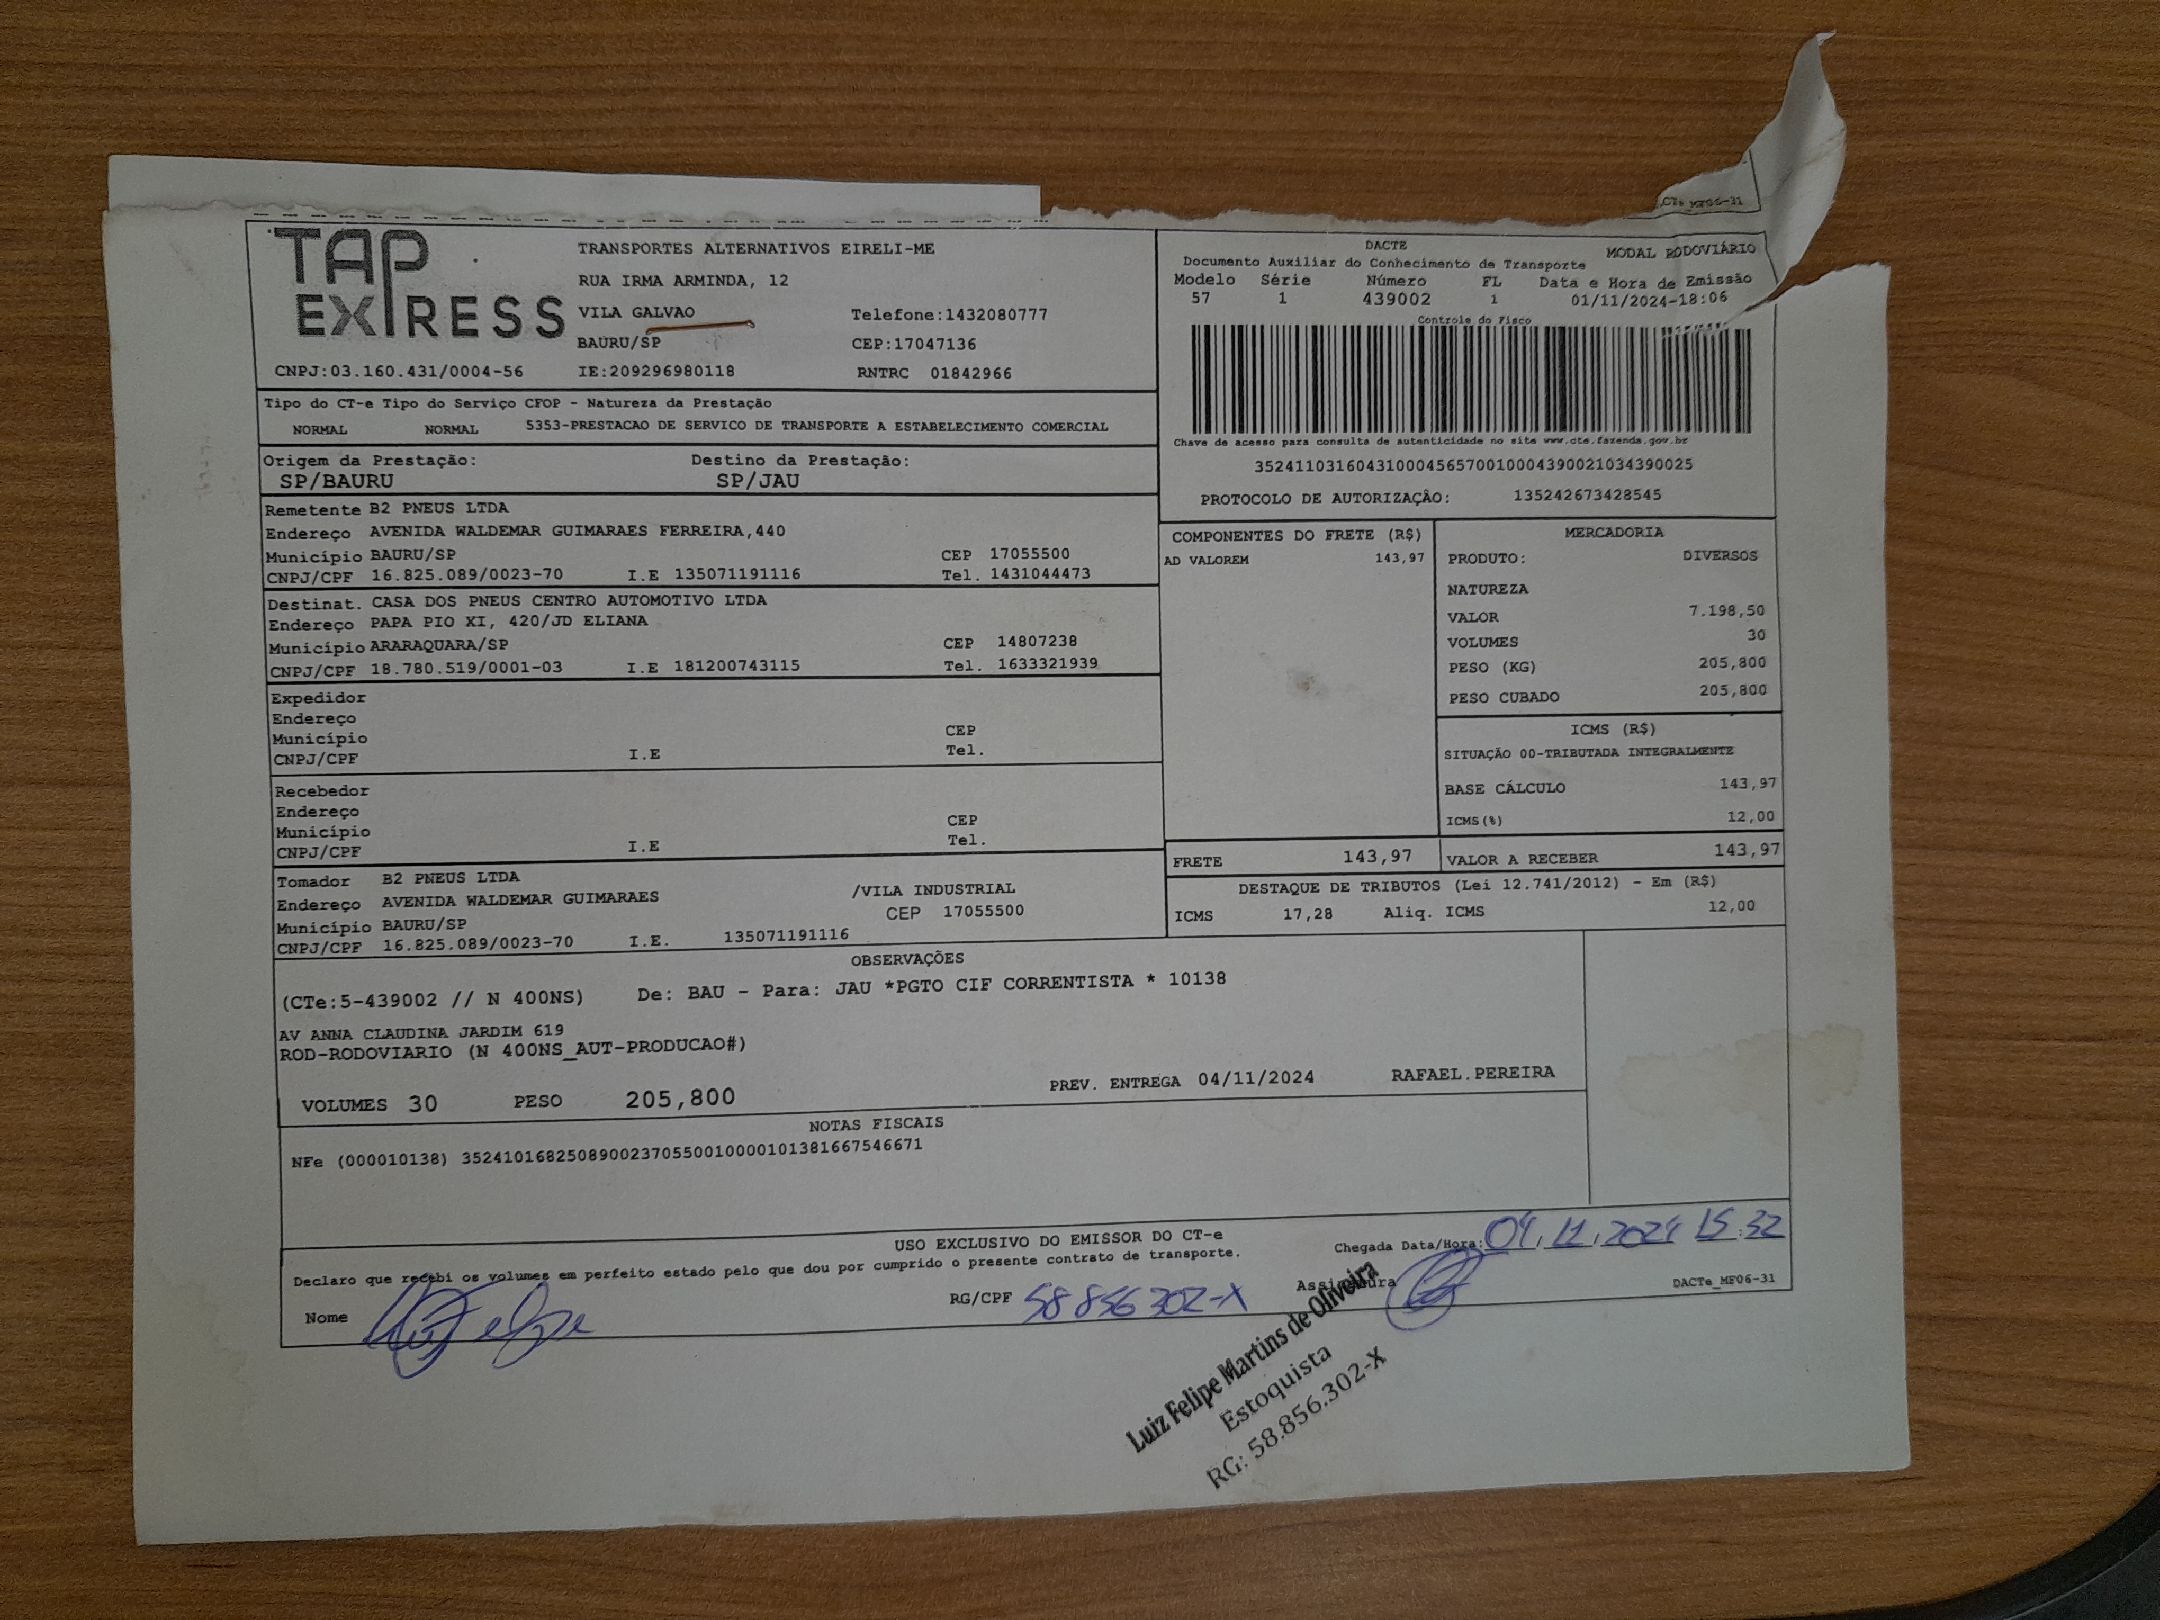 CTe MF06-31
TAP EXPRESS
TRANSPORTES ALTERNATIVOS EIRELI-ME
RUA IRMA ARMINDA, 12
VILA GALVAO Telefone:1432080777
BAURU/SP CEP:17047136
CNPJ:03.160.431/0004-56 IE:209296980118 RNTRC 01842966
DACTE MODAL RODOVIÁRIO
Documento Auxiliar do Conhecimento de Transporte
Modelo Série Número FL Data e Hora de Emissão
57 1 439002 1 01/11/2024-18:06
Controle do Fisco
Chave de acesso para consulta de autenticidade no site www.cte.fazenda.gov.br
35241103160431000456570010004390021034390025
PROTOCOLO DE AUTORIZAÇÂO: 135242673428545
Tipo do CT-e Tipo do Serviço CFOP - Natureza da Prestação
NORMAL NORMAL 5353-PRESTACAO DE SERVICO DE TRANSPORTE A ESTABELECIMENTO COMERCIAL
Origem da Prestação: Destino da Prestação:
SP/BAURU SP/JAU
Remetente B2 PNEUS LTDA
Endereço AVENIDA WALDEMAR GUIMARAES FERREIRA,440
Município BAURU/SP CEP 17055500
CNPJ/CPF 16.825.089/0023-70 I.E 135071191116 Tel. 1431044473
Destinat. CASA DOS PNEUS CENTRO AUTOMOTIVO LTDA
Endereço PAPA PIO XI, 420/JD ELIANA
Município ARARAQUARA/SP CEP 14807238
CNPJ/CPF 18.780.519/0001-03 I.E 181200743115 Tel. 1633321939
Expedidor
Endereço
Município CEP
CNPJ/CPF I.E Tel.
Recebedor
Endereço
Município CEP
CNPJ/CPF I.E Tel.
Tomador B2 PNEUS LTDA
Endereço AVENIDA WALDEMAR GUIMARAES /VILA INDUSTRIAL
Município BAURU/SP CEP 17055500
CNPJ/CPF 16.825.089/0023-70 I.E. 135071191116
COMPONENTES DO FRETE (R$)
AD VALOREM 143,97
MERCADORIA
PRODUTO: DIVERSOS
NATUREZA
VALOR 7.198,50
VOLUMES 30
PESO (KG) 205,800
PESO CUBADO 205,800
ICMS (R$)
SITUAÇÃO 00-TRIBUTADA INTEGRALMENTE
BASE CÁLCULO 143,97
ICMS(%) 12,00
FRETE 143,97 VALOR A RECEBER 143,97
DESTAQUE DE TRIBUTOS (Lei 12.741/2012) - Em (R$)
ICMS 17,28 Aliq. ICMS 12,00
OBSERVAÇÕES
(CTe:5-439002 // N 400NS) De: BAU - Para: JAU *PGTO CIF CORRENTISTA * 10138
AV ANNA CLAUDINA JARDIM 619
ROD-RODOVIARIO (N 400NS_AUT-PRODUCAO#)
PREV. ENTREGA 04/11/2024 RAFAEL.PEREIRA
VOLUMES 30 PESO 205,800
NOTAS FISCAIS
NFe (000010138) 35241016825089002370550010000101381667546671
USO EXCLUSIVO DO EMISSOR DO CT-e
Declaro que recebi os volumes em perfeito estado pelo que dou por cumprido o presente contrato de transporte.
Chegada Data/Hora: 04.11.2024 15:32
Nome Luiz Felipe RG/CPF 58 856 302-X Assinatura DACTe_MF06-31
Luiz Felipe Martins de Oliveira
Estoquista
RG: 58.856.302-X